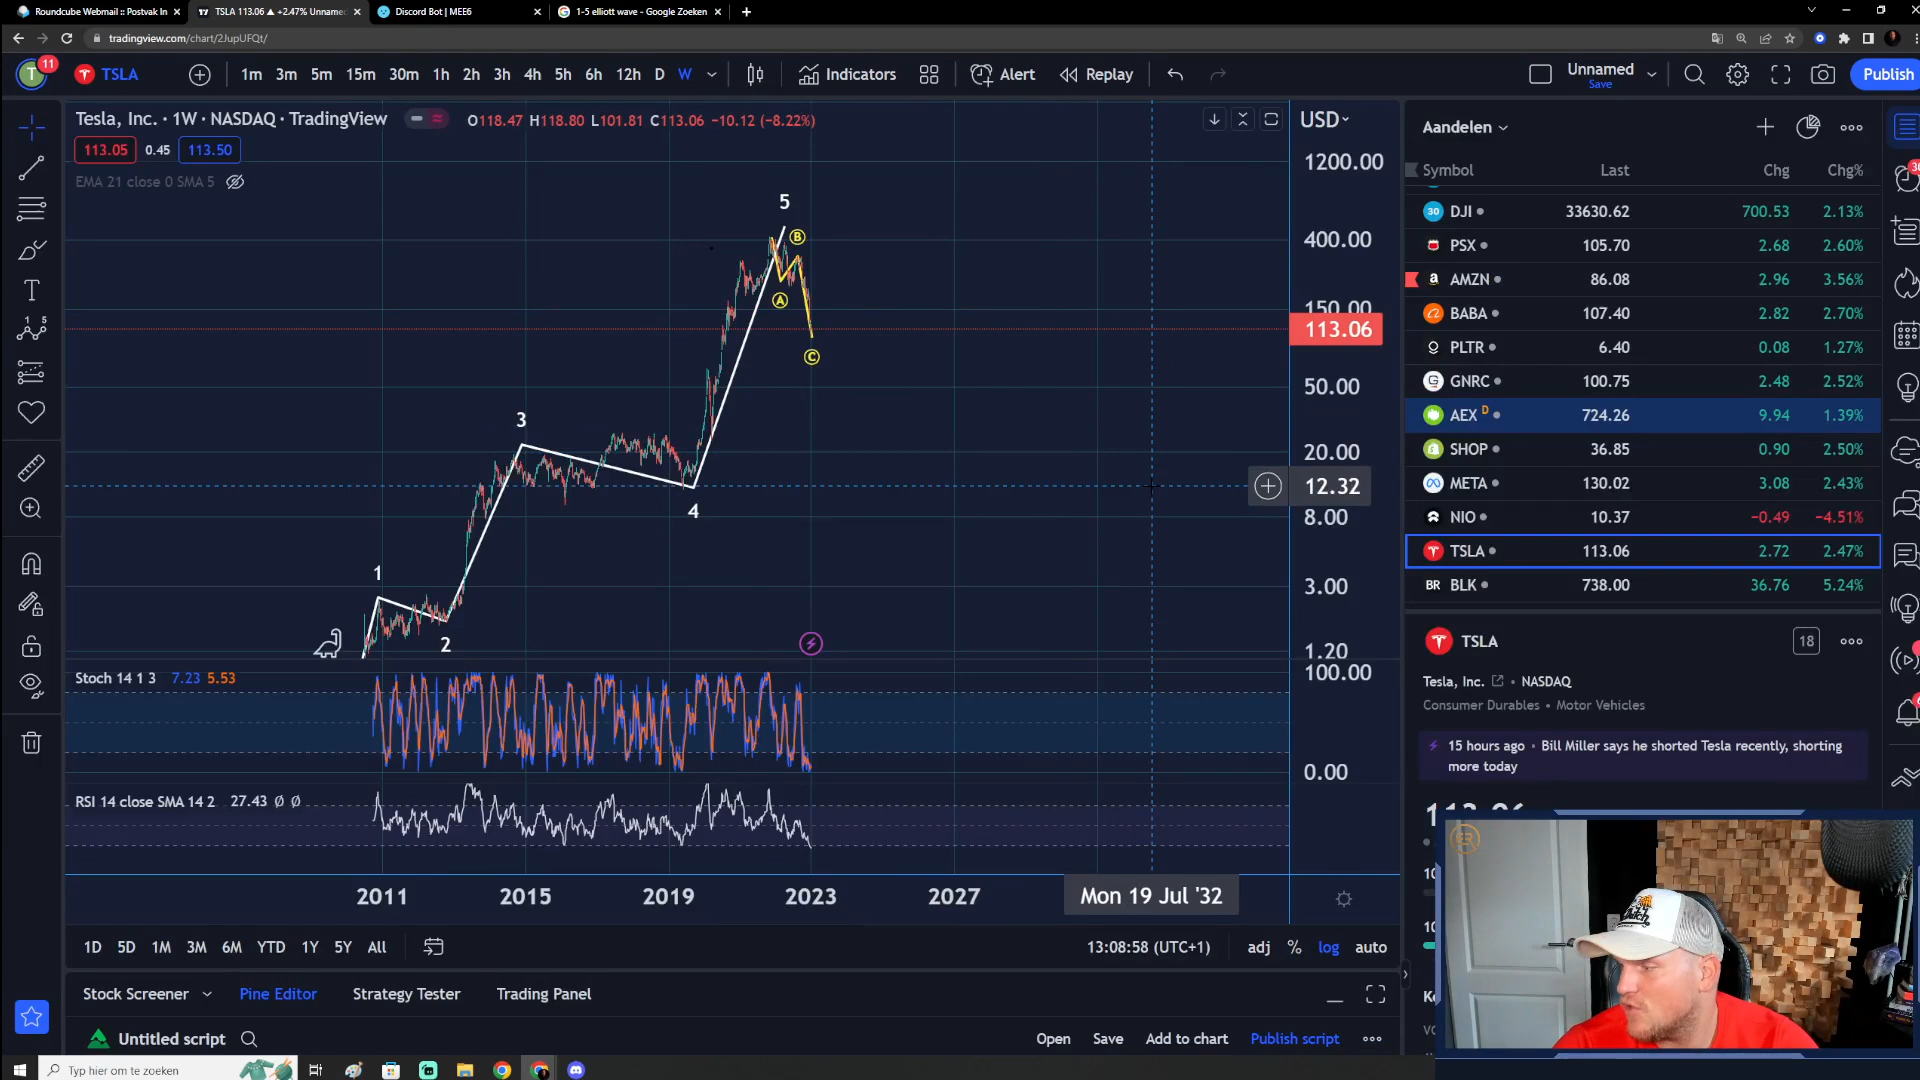 Roundcube Webmail :: Postvak In
TSLA 113.06 ▲ +2.47% Unname
Discord Bot | MEE6
1-5 elliott wave - Google Zoeken
tradingview.com/chart/2JupUFQt/
T
11
TSLA
1m 3m 5m 15m 30m 1h 2h 3h 4h 5h 6h 12h D W
Indicators
Alert
Replay
Unnamed
Save
Publish
Tesla, Inc. · 1W · NASDAQ · TradingView
O118.47 H118.80 L101.81 C113.06 −10.12 (−8.22%)
113.05 0.45 113.50
EMA 21 close 0 SMA 5
USD
1200.00
400.00
150.00
113.06
50.00
20.00
12.32
8.00
3.00
1.20
100.00
0.00
5
B
A
C
3
4
1
2
Stoch 14 1 3 7.23 5.53
RSI 14 close SMA 14 2 27.43 Ø Ø
2011 2015 2019 2023 2027 Mon 19 Jul '32
1D 5D 1M 3M 6M YTD 1Y 5Y All
13:08:58 (UTC+1) adj % log auto
Stock Screener Pine Editor Strategy Tester Trading Panel
Untitled script
Open Save Add to chart Publish script
Typ hier om te zoeken
Aandelen
Symbol Last Chg Chg%
30 DJI 33630.62 700.53 2.13%
PSX 105.70 2.68 2.60%
AMZN 86.08 2.96 3.56%
BABA 107.40 2.82 2.70%
PLTR 6.40 0.08 1.27%
GNRC 100.75 2.48 2.52%
AEX D 724.26 9.94 1.39%
SHOP 36.85 0.90 2.50%
META 130.02 3.08 2.43%
NIO 10.37 −0.49 −4.51%
TSLA 113.06 2.72 2.47%
BR BLK 738.00 36.76 5.24%
TSLA
18
Tesla, Inc. • NASDAQ
Consumer Durables • Motor Vehicles
15 hours ago • Bill Miller says he shorted Tesla recently, shorting
more today